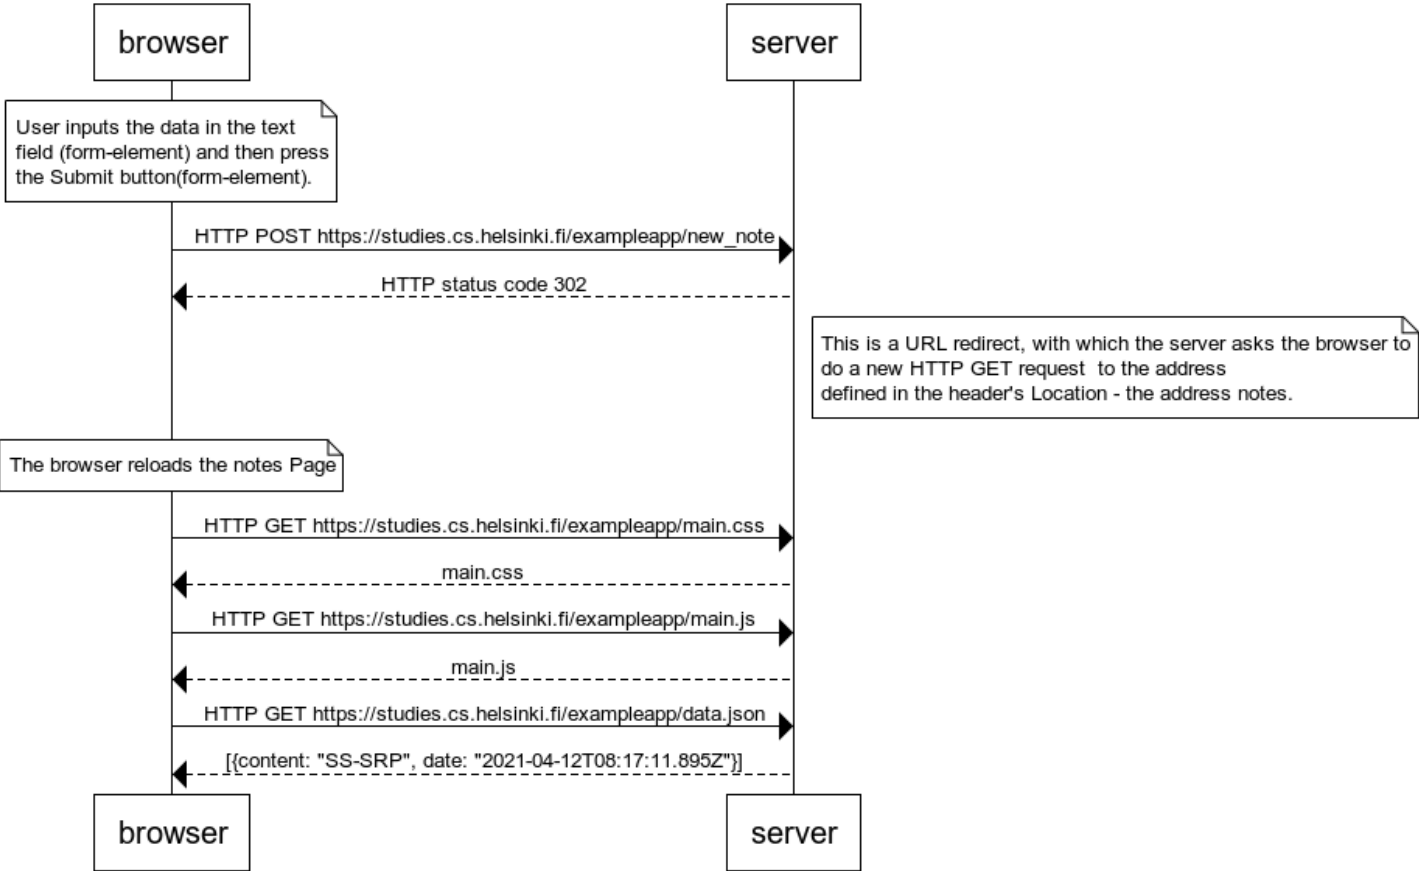 browser
server
User inputs the data in the text
field (form-element) and then press
the Submit button(form-element).
HTTP POST https://studies.cs.helsinki.fi/exampleapp/new_note
HTTP status code 302
This is a URL redirect, with which the server asks the browser to
do a new HTTP GET request  to the address
defined in the header's Location - the address notes.
The browser reloads the notes Page
HTTP GET https://studies.cs.helsinki.fi/exampleapp/main.css
main.css
HTTP GET https://studies.cs.helsinki.fi/exampleapp/main.js
main.js
HTTP GET https://studies.cs.helsinki.fi/exampleapp/data.json
[{content: "SS-SRP", date: "2021-04-12T08:17:11.895Z"}]
browser
server